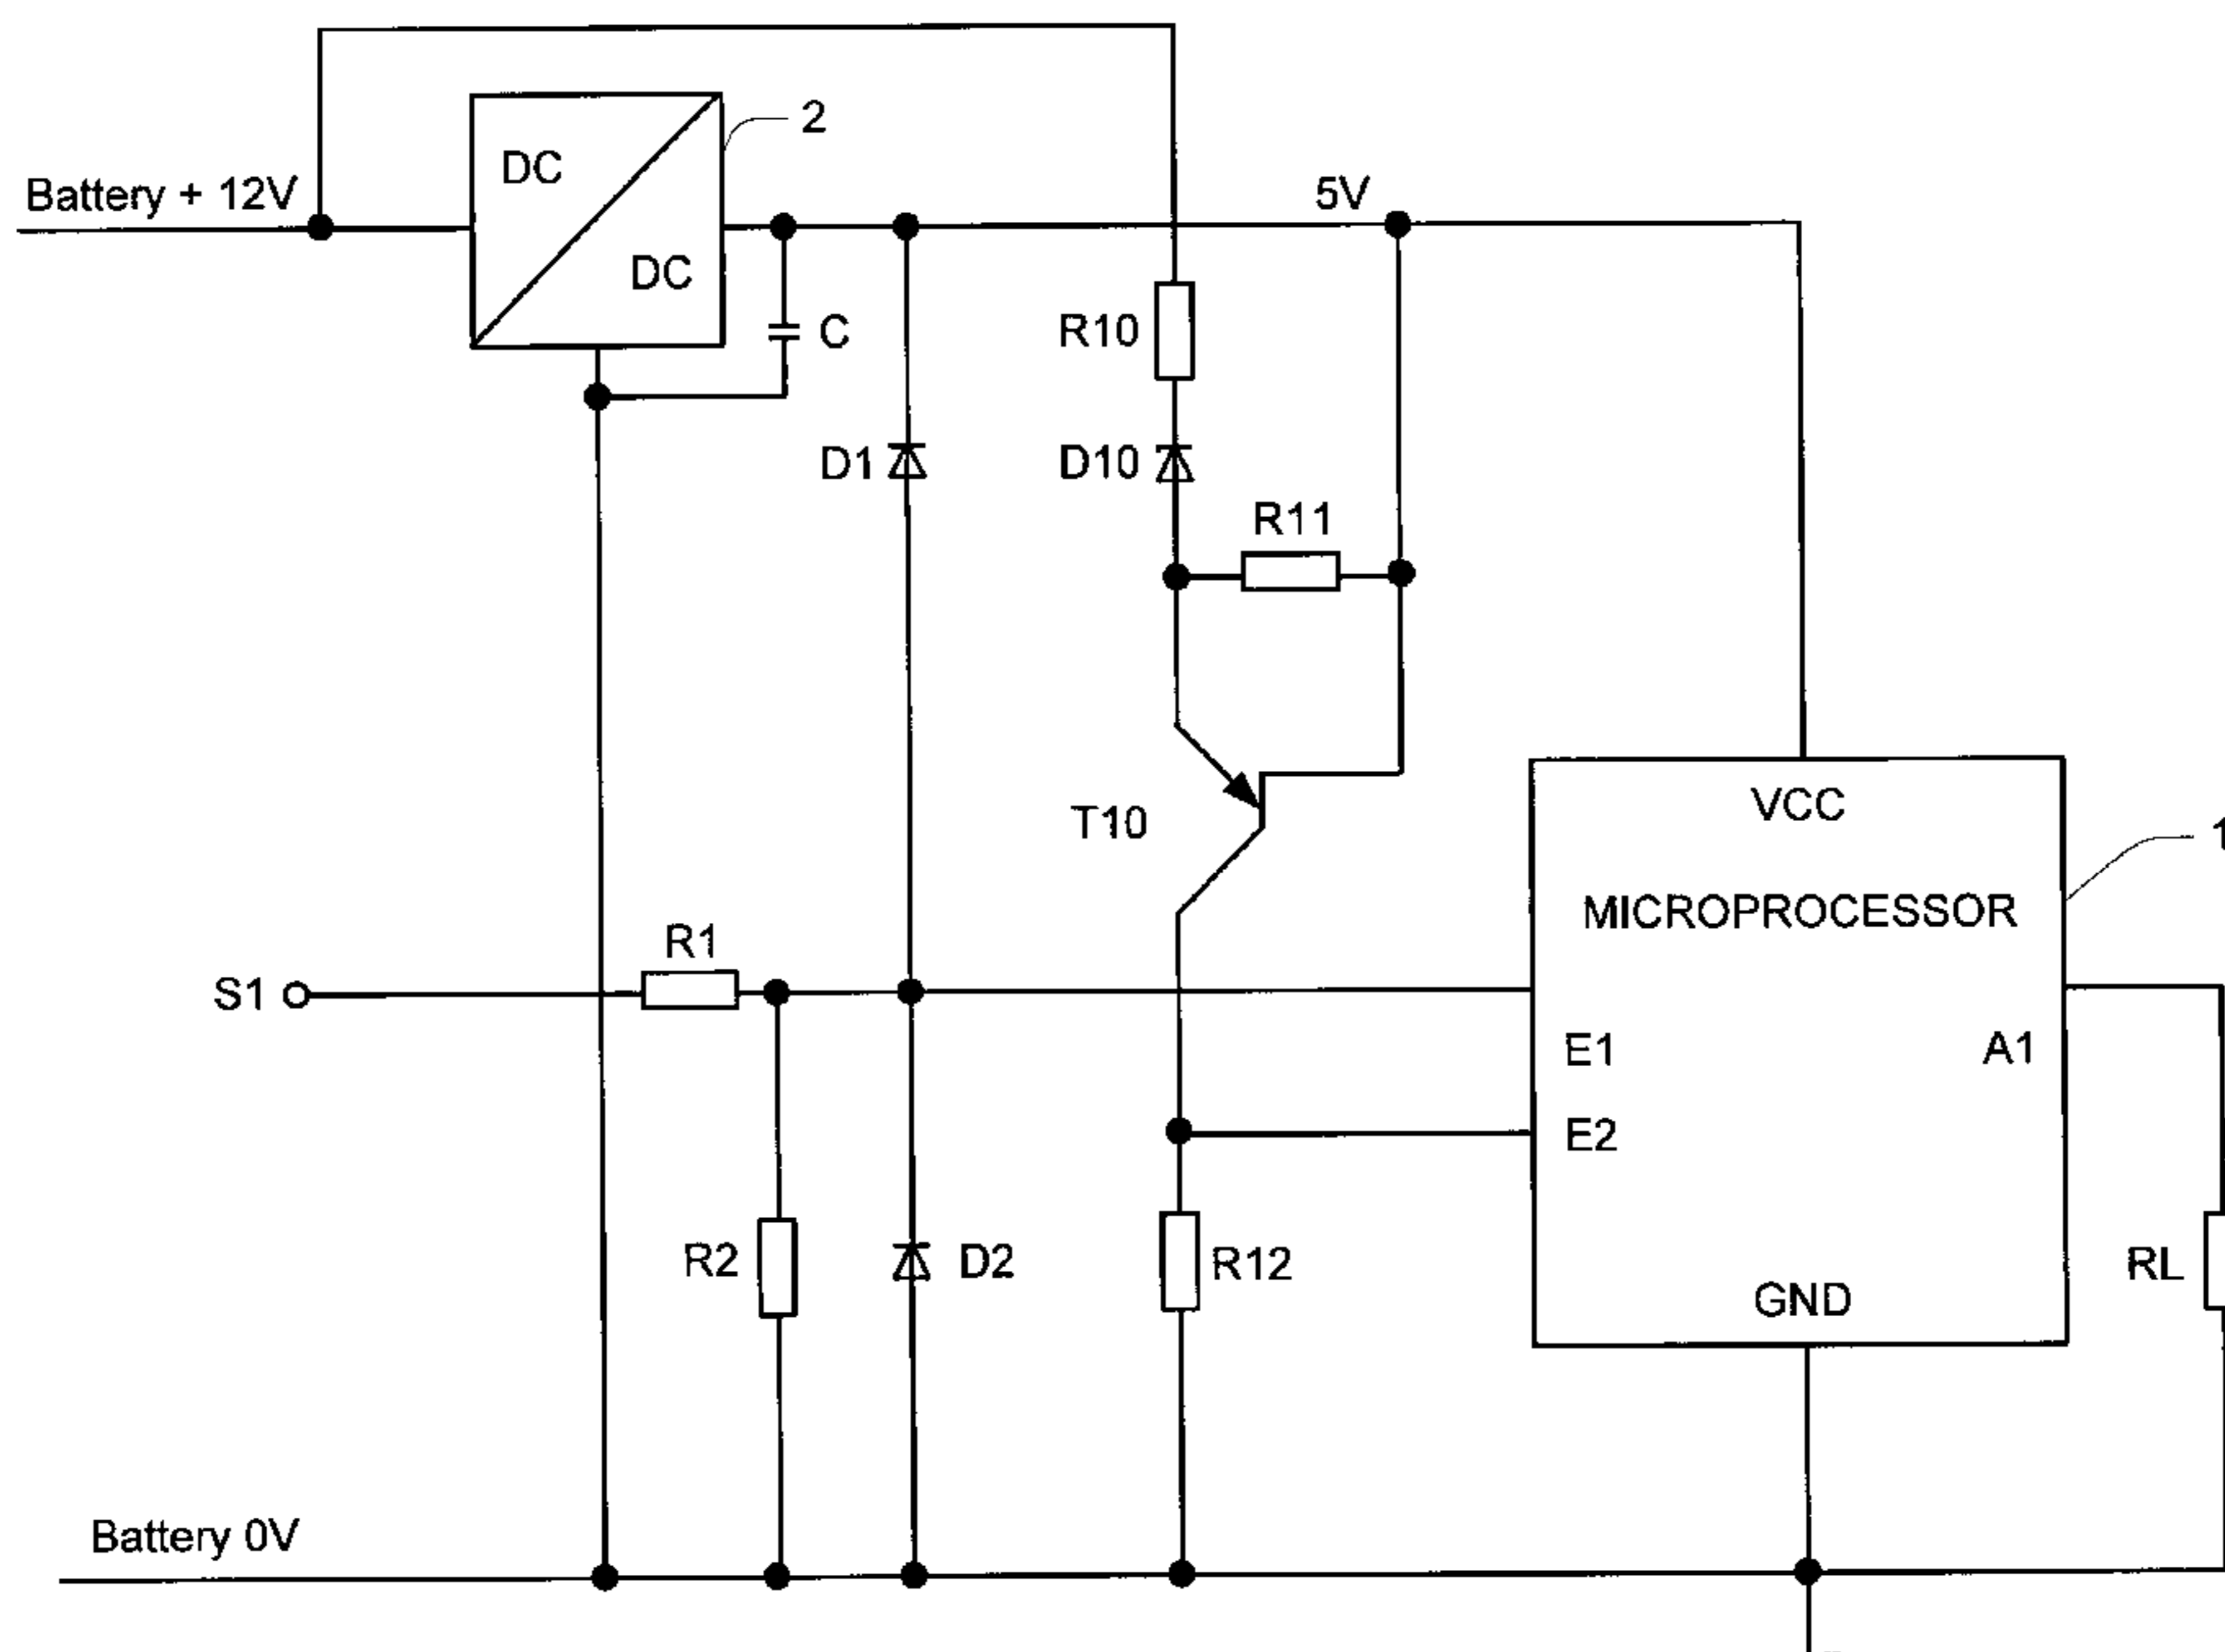 2
DC
Battery + 12V
5V
DC
C
R10
D1
D10
R11
T10
VCC
1
MICROPROCESSOR
R1
S1
E1
A1
E2
R2
D2
R12
RL
GND
Battery 0V